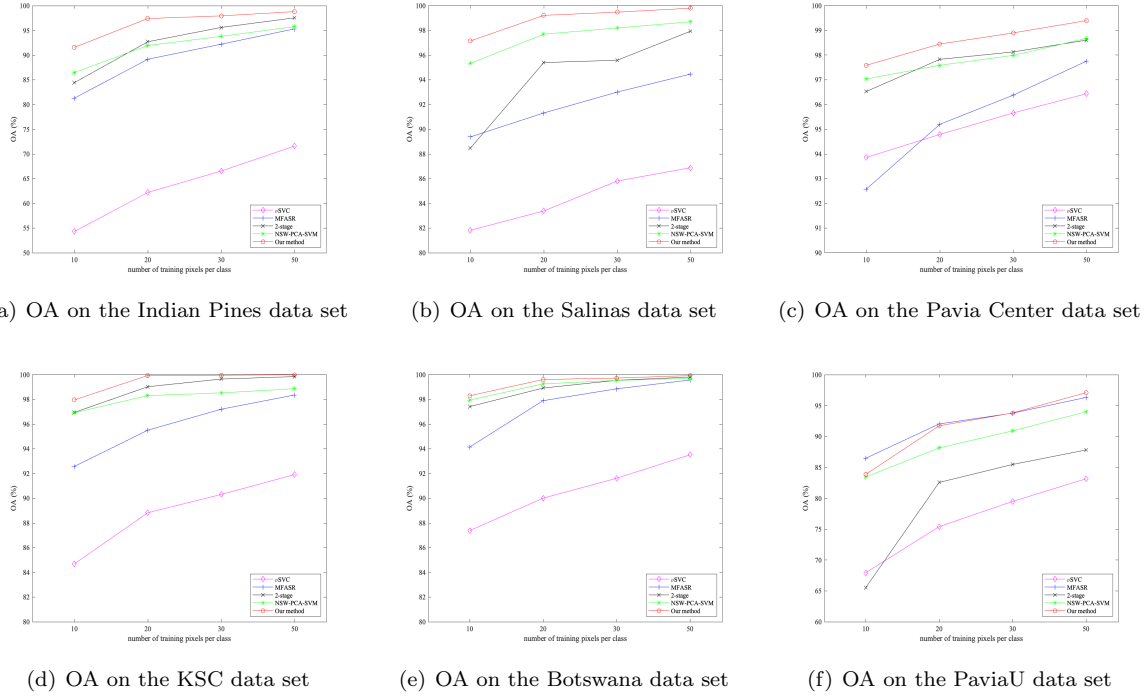 100
95
90
85
80
75
70
65
60
55
50
OA (%)
10 20 30 50
number of training pixels per class
νSVC
MFASR
2-stage
NSW-PCA-SVM
Our method
a) OA on the Indian Pines data set
100
98
96
94
92
90
88
86
84
82
80
OA (%)
10 20 30 50
number of training pixels per class
νSVC
MFASR
2-stage
NSW-PCA-SVM
Our method
(b) OA on the Salinas data set
100
99
98
97
96
95
94
93
92
91
90
OA (%)
10 20 30 50
number of training pixels per class
νSVC
MFASR
2-stage
NSW-PCA-SVM
Our method
(c) OA on the Pavia Center data set
100
98
96
94
92
90
88
86
84
82
80
OA (%)
10 20 30 50
number of training pixels per class
νSVC
MFASR
2-stage
NSW-PCA-SVM
Our method
(d) OA on the KSC data set
100
98
96
94
92
90
88
86
84
82
80
OA (%)
10 20 30 50
number of training pixels per class
νSVC
MFASR
2-stage
NSW-PCA-SVM
Our method
(e) OA on the Botswana data set
100
95
90
85
80
75
70
65
60
OA (%)
10 20 30 50
number of training pixels per class
νSVC
MFASR
2-stage
NSW-PCA-SVM
Our method
(f) OA on the PaviaU data set